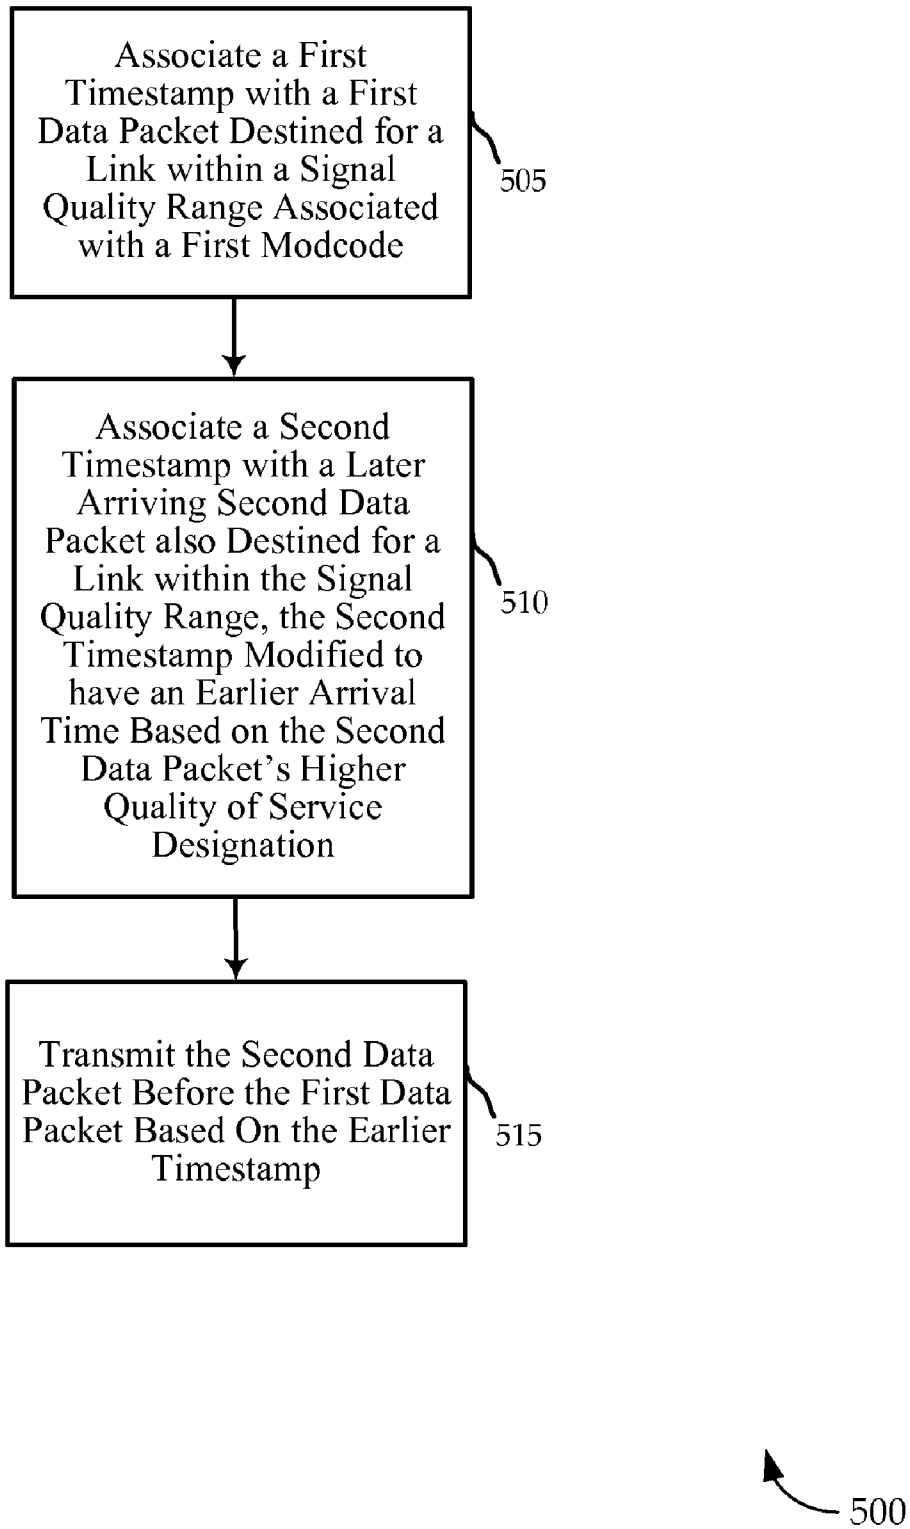 Associate a First
Timestamp with a First
Data Packet Destined for a
Link within a Signal
Quality Range Associated
with a First Modcode
505
Associate a Second
Timestamp with a Later
Arriving Second Data
Packet also Destined for a
Link within the Signal
Quality Range, the Second
Timestamp Modified to
have an Earlier Arrival
Time Based on the Second
Data Packet’s Higher
Quality of Service
Designation
510
Transmit the Second Data
Packet Before the First Data
Packet Based On the Earlier
Timestamp
515
500